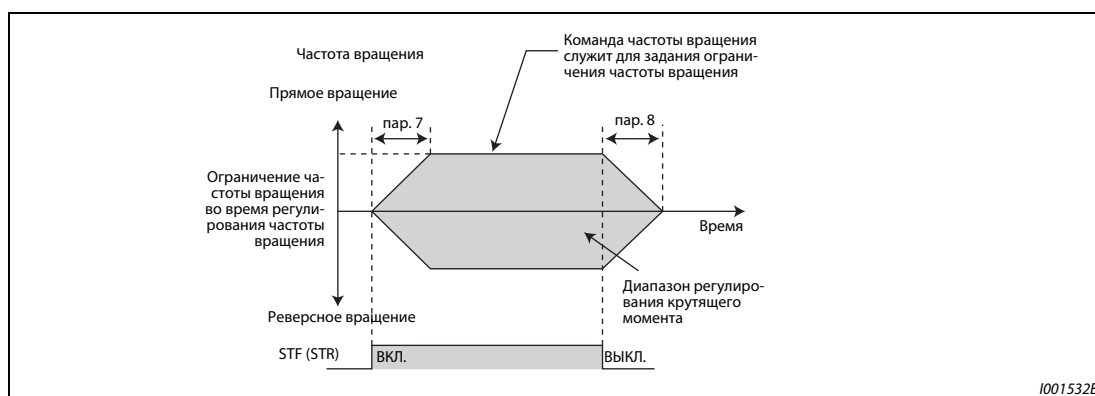 Частота вращения
Команда частоты вращения
служит для задания ограни-
чения частоты вращения
Прямое вращение
пар. 7
пар. 8
Ограничение ча-
стоты вращения
во время регули-
рования частоты
вращения
Время
Диапазон регулиро-
вания крутящего
момента
Реверсное вращение
STF (STR)
ВКЛ.
ВЫКЛ.
I001532E